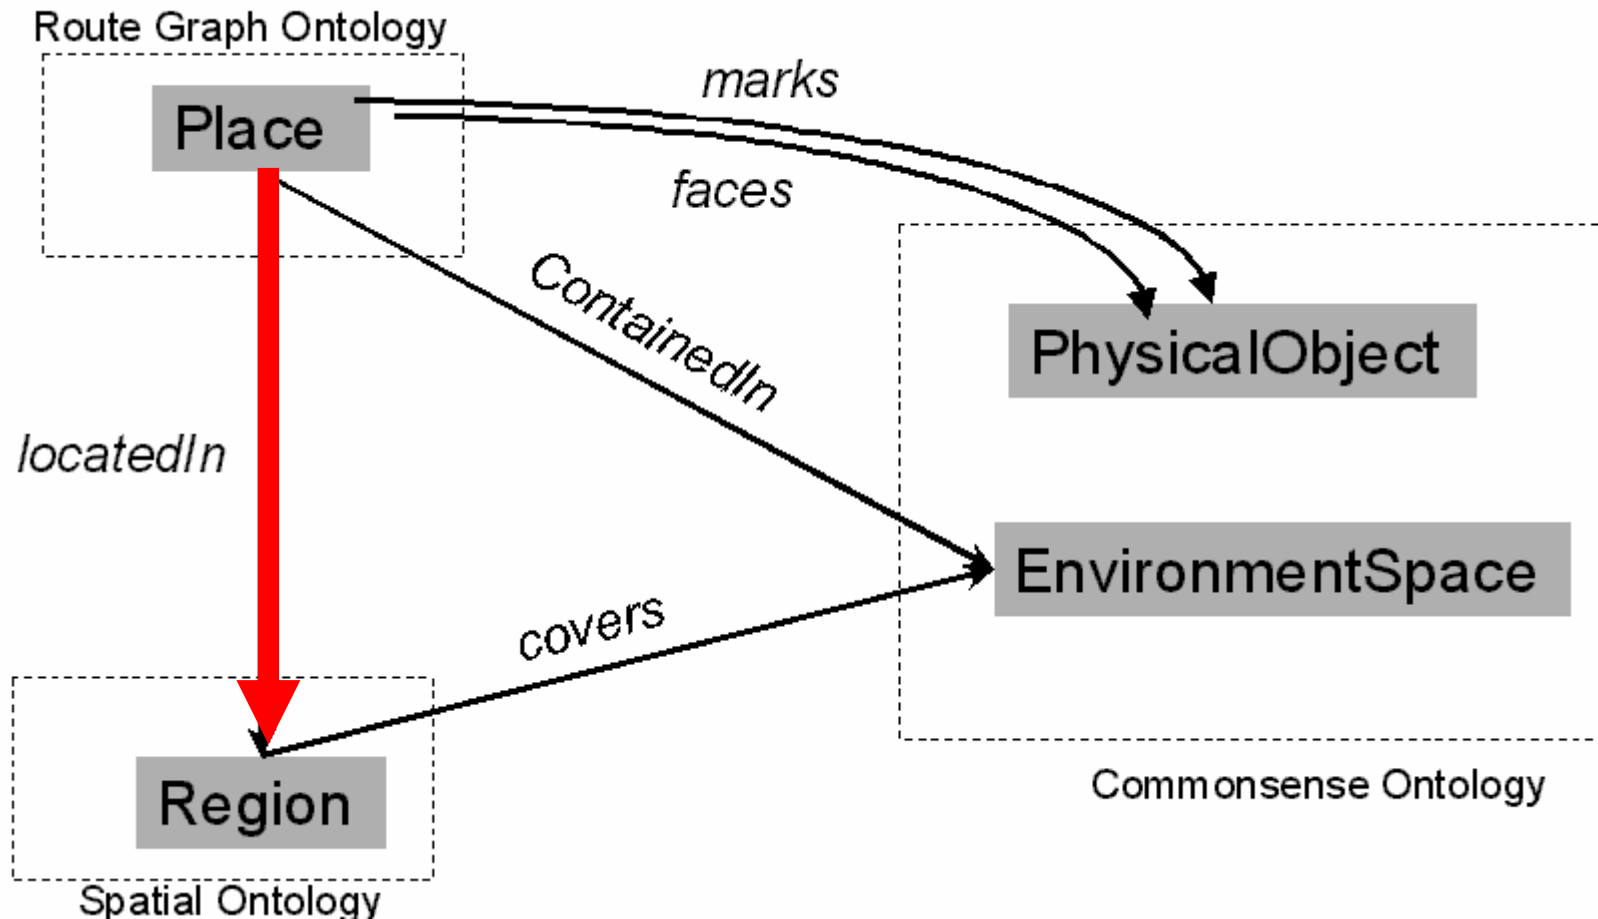 Route Graph Ontology
marks
Place
faces
ContainedIn
PhysicalObject
locatedIn
EnvironmentSpace
covers
Commonsense Ontology
Region
Spatial Ontology